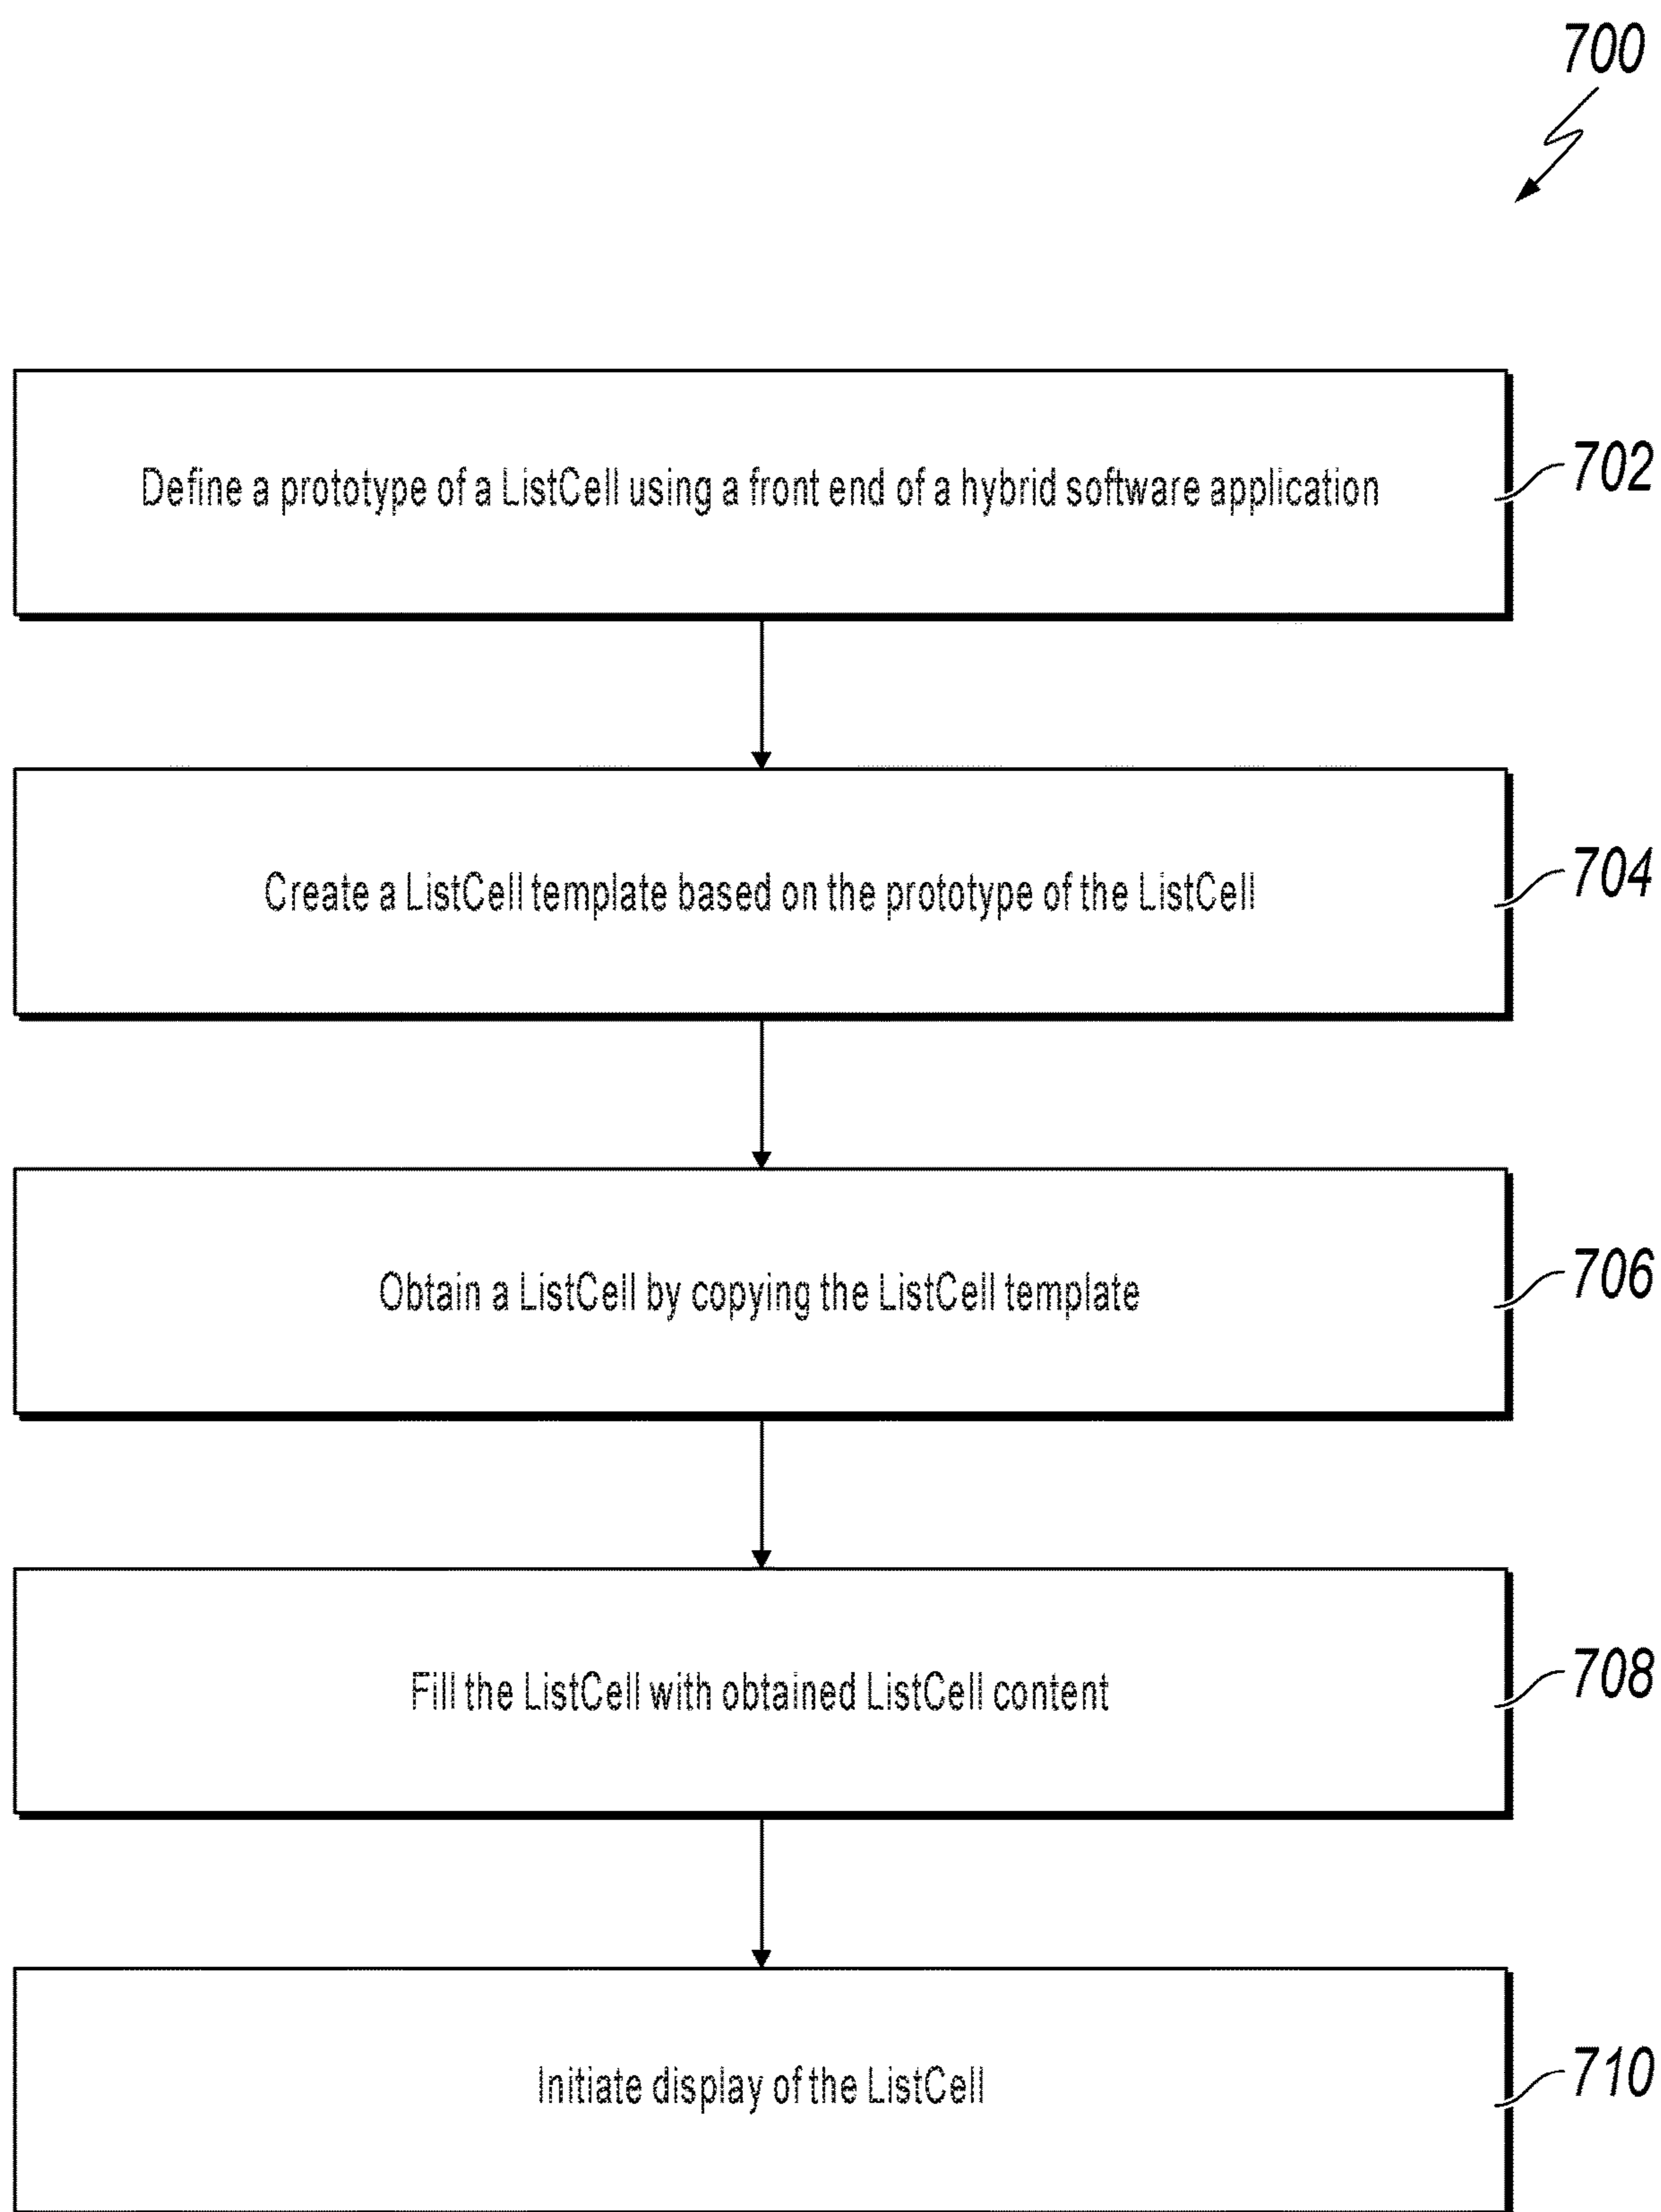 700
Define a prototype of a ListCell using a front end of a hybrid software application
702
Create a ListCell template based on the prototype of the ListCell
704
Obtain a ListCell by copying the ListCell template
706
Fill the ListCell with obtained ListCell content
708
Initiate display of the ListCell
710